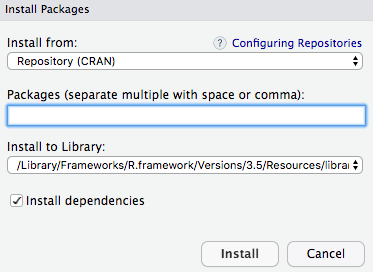 Install Packages
Install from:
? Configuring Repositories
Repository (CRAN)
Packages (separate multiple with space or comma):
Install to Library:
/Library/Frameworks/R.framework/Versions/3.5/Resources/librar
Install dependencies
Install
Cancel